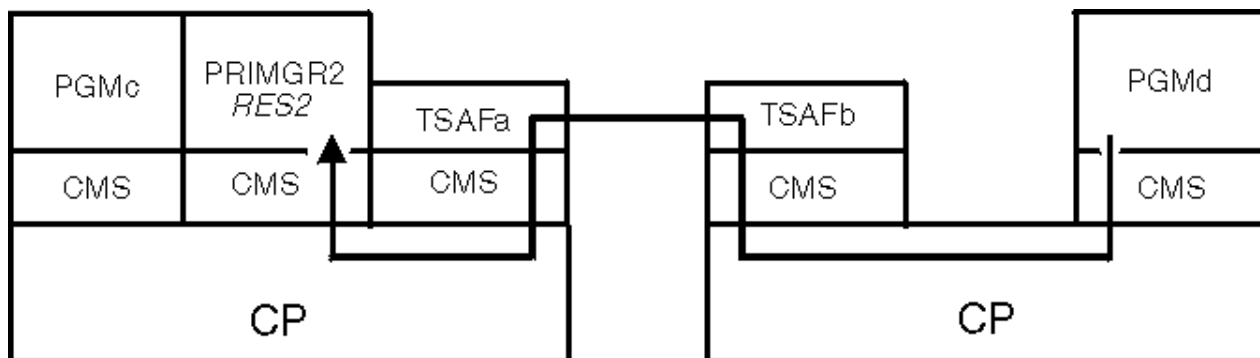 PGMc
PRIMGR2
RES2
TSAFa
TSAFb
PGMd
CMS
CMS
CMS
CMS
CMS
CP
CP